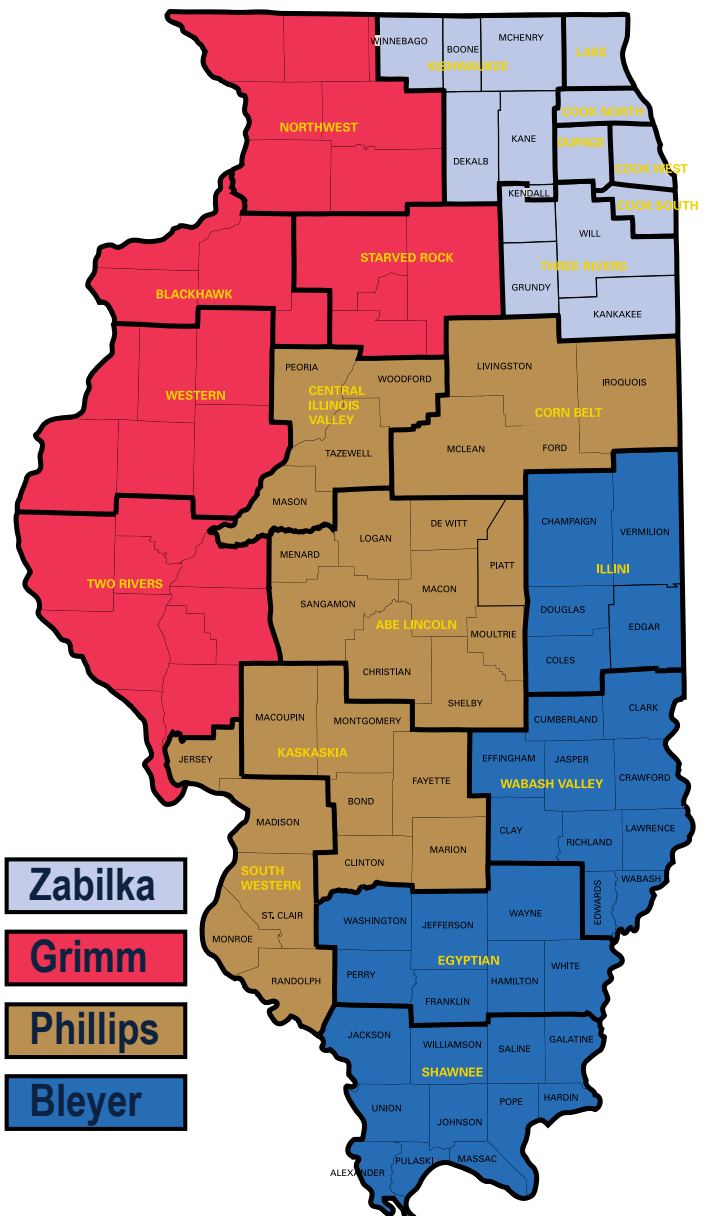 WINNEBAGO
BOONE
MCHENRY
LAKE
KISHWAUKEE
COOK NORTH
NORTHWEST
KANE
DUPAGE
DEKALB
COOK WEST
KENDALL
COOK SOUTH
WILL
STARVED ROCK
THREE RIVERS
GRUNDY
BLACKHAWK
KANKAKEE
PEORIA
WOODFORD
LIVINGSTON
IROQUOIS
WESTERN
CENTRAL
ILLINOIS
VALLEY
CORN BELT
TAZEWELL
MCLEAN
FORD
MASON
DE WITT
CHAMPAIGN
VERMILION
LOGAN
MENARD
PIATT
ILLINI
TWO RIVERS
MACON
SANGAMON
DOUGLAS
ABE LINCOLN
MOULTRIE
EDGAR
COLES
CHRISTIAN
SHELBY
CLARK
MACOUPIN
MONTGOMERY
CUMBERLAND
KASKASKIA
JERSEY
EFFINGHAM
JASPER
FAYETTE
WABASH VALLEY
CRAWFORD
BOND
MADISON
CLAY
LAWRENCE
RICHLAND
MARION
CLINTON
SOUTH
WESTERN
WABASH
EDWARDS
ST. CLAIR
WASHINGTON
JEFFERSON
WAYNE
MONROE
EGYPTIAN
WHITE
PERRY
RANDOLPH
HAMILTON
FRANKLIN
JACKSON
WILLIAMSON
SALINE
GALATINE
SHAWNEE
UNION
POPE
HARDIN
JOHNSON
PULASKI
MASSAC
ALEXANDER
Zabilka
Grimm
Phillips
Bleyer